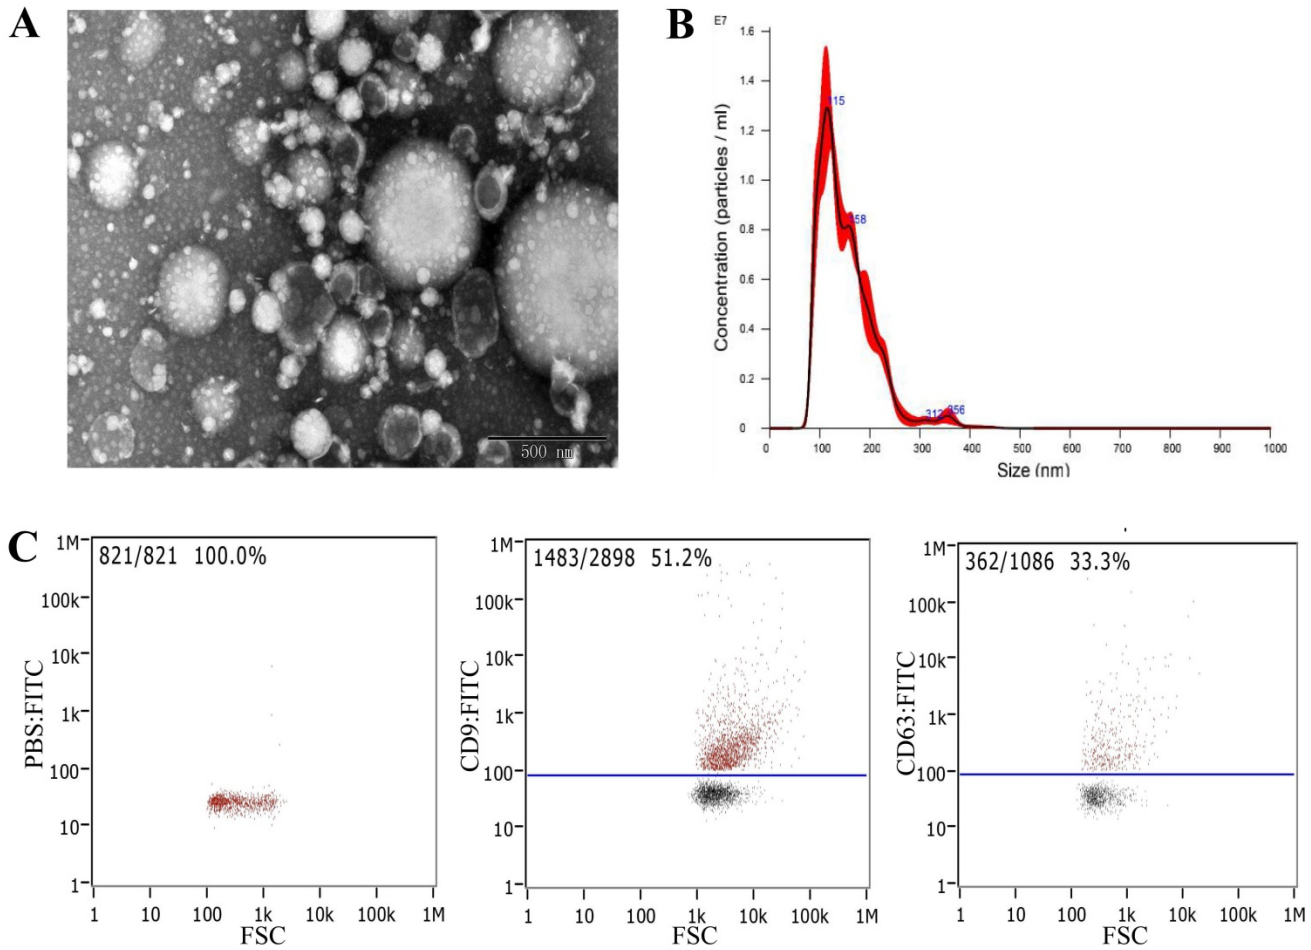 A
500 nm
B
E7
1.6
1.4
1.2
1.0
0.8
0.6
0.4
0.2
0
Concentration (particles / ml)
115
158
312
356
0 100 200 300 400 500 600 700 800 900 1000
Size (nm)
C
821/821 100.0%
1M
100k
10k
1k
100
10
1
PBS:FITC
1 10 100 1k 10k 100k 1M
FSC
1483/2898 51.2%
1M
100k
10k
1k
100
10
1
CD9:FITC
1 10 100 1k 10k 100k 1M
FSC
362/1086 33.3%
1M
100k
10k
1k
100
10
1
CD63:FITC
1 10 100 1k 10k 100k 1M
FSC